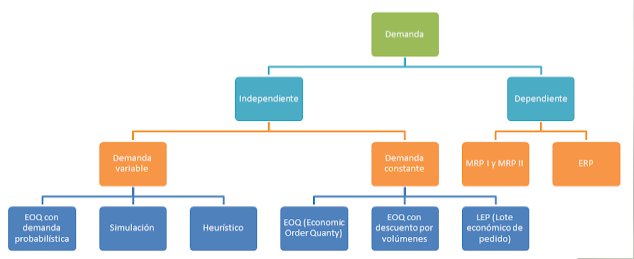 Demanda
Independiente
Dependiente
Demanda
variable
Demanda
constante
MRP I y MRP II
ERP
EOQ con
demanda
probabilística
Simulación
Heurístico
EOQ (Economic
Order Quanty)
EOQ con
descuento por
volúmenes
LEP (Lote
económico de
pedido)